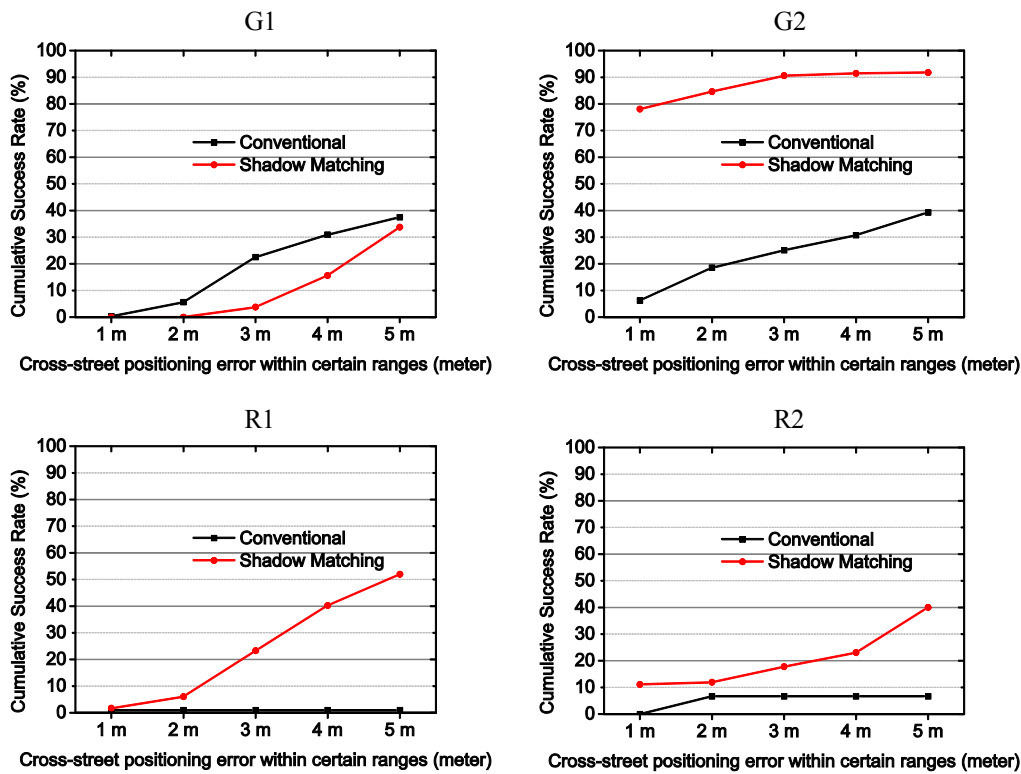 G1
Cumulative Success Rate (%)
100
90
80
70
60
50
40
30
20
10
0
Conventional
Shadow Matching
1 m 2 m 3 m 4 m 5 m
Cross-street positioning error within certain ranges (meter)
G2
Cumulative Success Rate (%)
100
90
80
70
60
50
40
30
20
10
0
Conventional
Shadow Matching
1 m 2 m 3 m 4 m 5 m
Cross-street positioning error within certain ranges (meter)
R1
Cumulative Success Rate (%)
100
90
80
70
60
50
40
30
20
10
0
Conventional
Shadow Matching
1 m 2 m 3 m 4 m 5 m
Cross-street positioning error within certain ranges (meter)
R2
Cumulative Success Rate (%)
100
90
80
70
60
50
40
30
20
10
0
Conventional
Shadow Matching
1 m 2 m 3 m 4 m 5 m
Cross-street positioning error within certain ranges (meter)